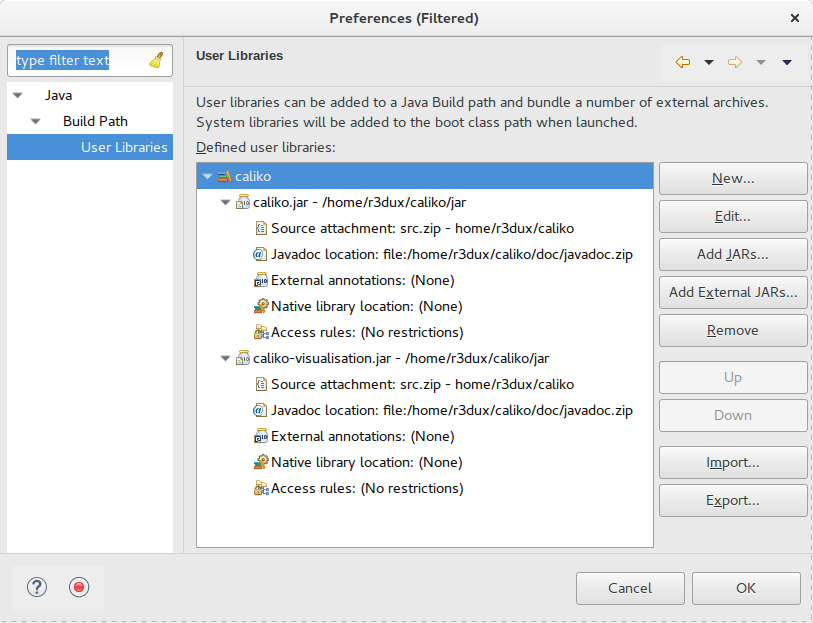 Preferences (Filtered)
type filter text
Java
Build Path
User Libraries
User Libraries
User libraries can be added to a Java Build path and bundle a number of external archives.
System libraries will be added to the boot class path when launched.
Defined user libraries:
caliko
caliko.jar - /home/r3dux/caliko/jar
Source attachment: src.zip - home/r3dux/caliko
Javadoc location: file:/home/r3dux/caliko/doc/javadoc.zip
External annotations: (None)
Native library location: (None)
Access rules: (No restrictions)
caliko-visualisation.jar - /home/r3dux/caliko/jar
Source attachment: src.zip - home/r3dux/caliko
Javadoc location: file:/home/r3dux/caliko/doc/javadoc.zip
External annotations: (None)
Native library location: (None)
Access rules: (No restrictions)
New...
Edit...
Add JARs...
Add External JARs...
Remove
Up
Down
Import...
Export...
Cancel
OK